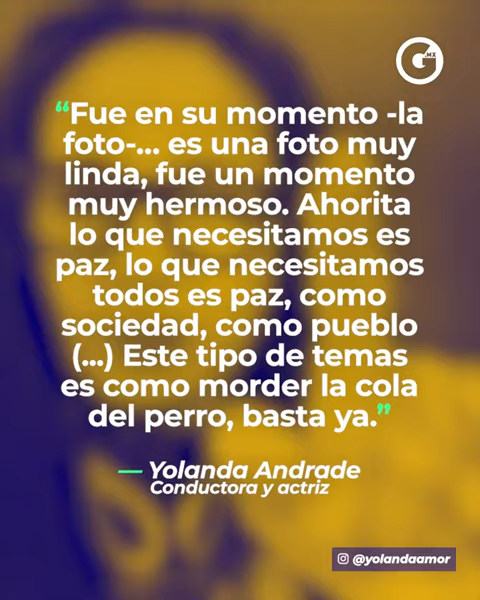 G.MX
“Fue en su momento -la
foto-... es una foto muy
linda, fue un momento
muy hermoso. Ahorita
lo que necesitamos es
paz, lo que necesitamos
todos es paz, como
sociedad, como pueblo
(...) Este tipo de temas
es como morder la cola
del perro, basta ya.”
— Yolanda Andrade
Conductora y actriz
@yolandaamor